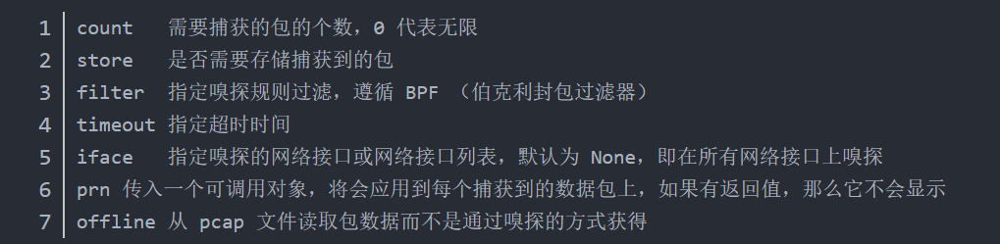 1 count 需要捕获的包的个数，0 代表无限
2 store 是否需要存储捕获到的包
3 filter 指定嗅探规则过滤，遵循 BPF （伯克利封包过滤器）
4 timeout 指定超时时间
5 iface 指定嗅探的网络接口或网络接口列表，默认为 None，即在所有网络接口上嗅探
6 prn 传入一个可调用对象，将会应用到每个捕获到的数据包上，如果有返回值，那么它不会显示
7 offline 从 pcap 文件读取包数据而不是通过嗅探的方式获得